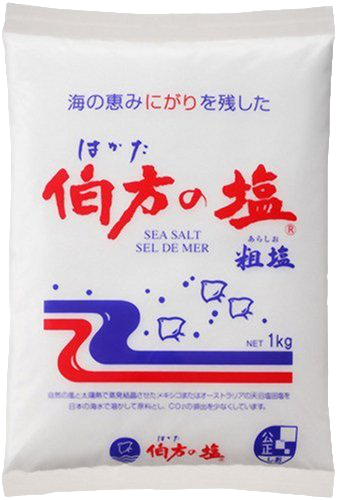 海の恵みにがりを残した
はかた
伯方の塩®
SEA SALT
SEL DE MER
あらしお
粗塩
NET 1kg
自然の風と太陽熱で蒸発結晶させたメキシコまたはオーストラリアの天日塩田塩を
日本の海水で溶かして原料とし、CO₂の排出を少なくしています。
はかた
伯方の塩®
公正
しお